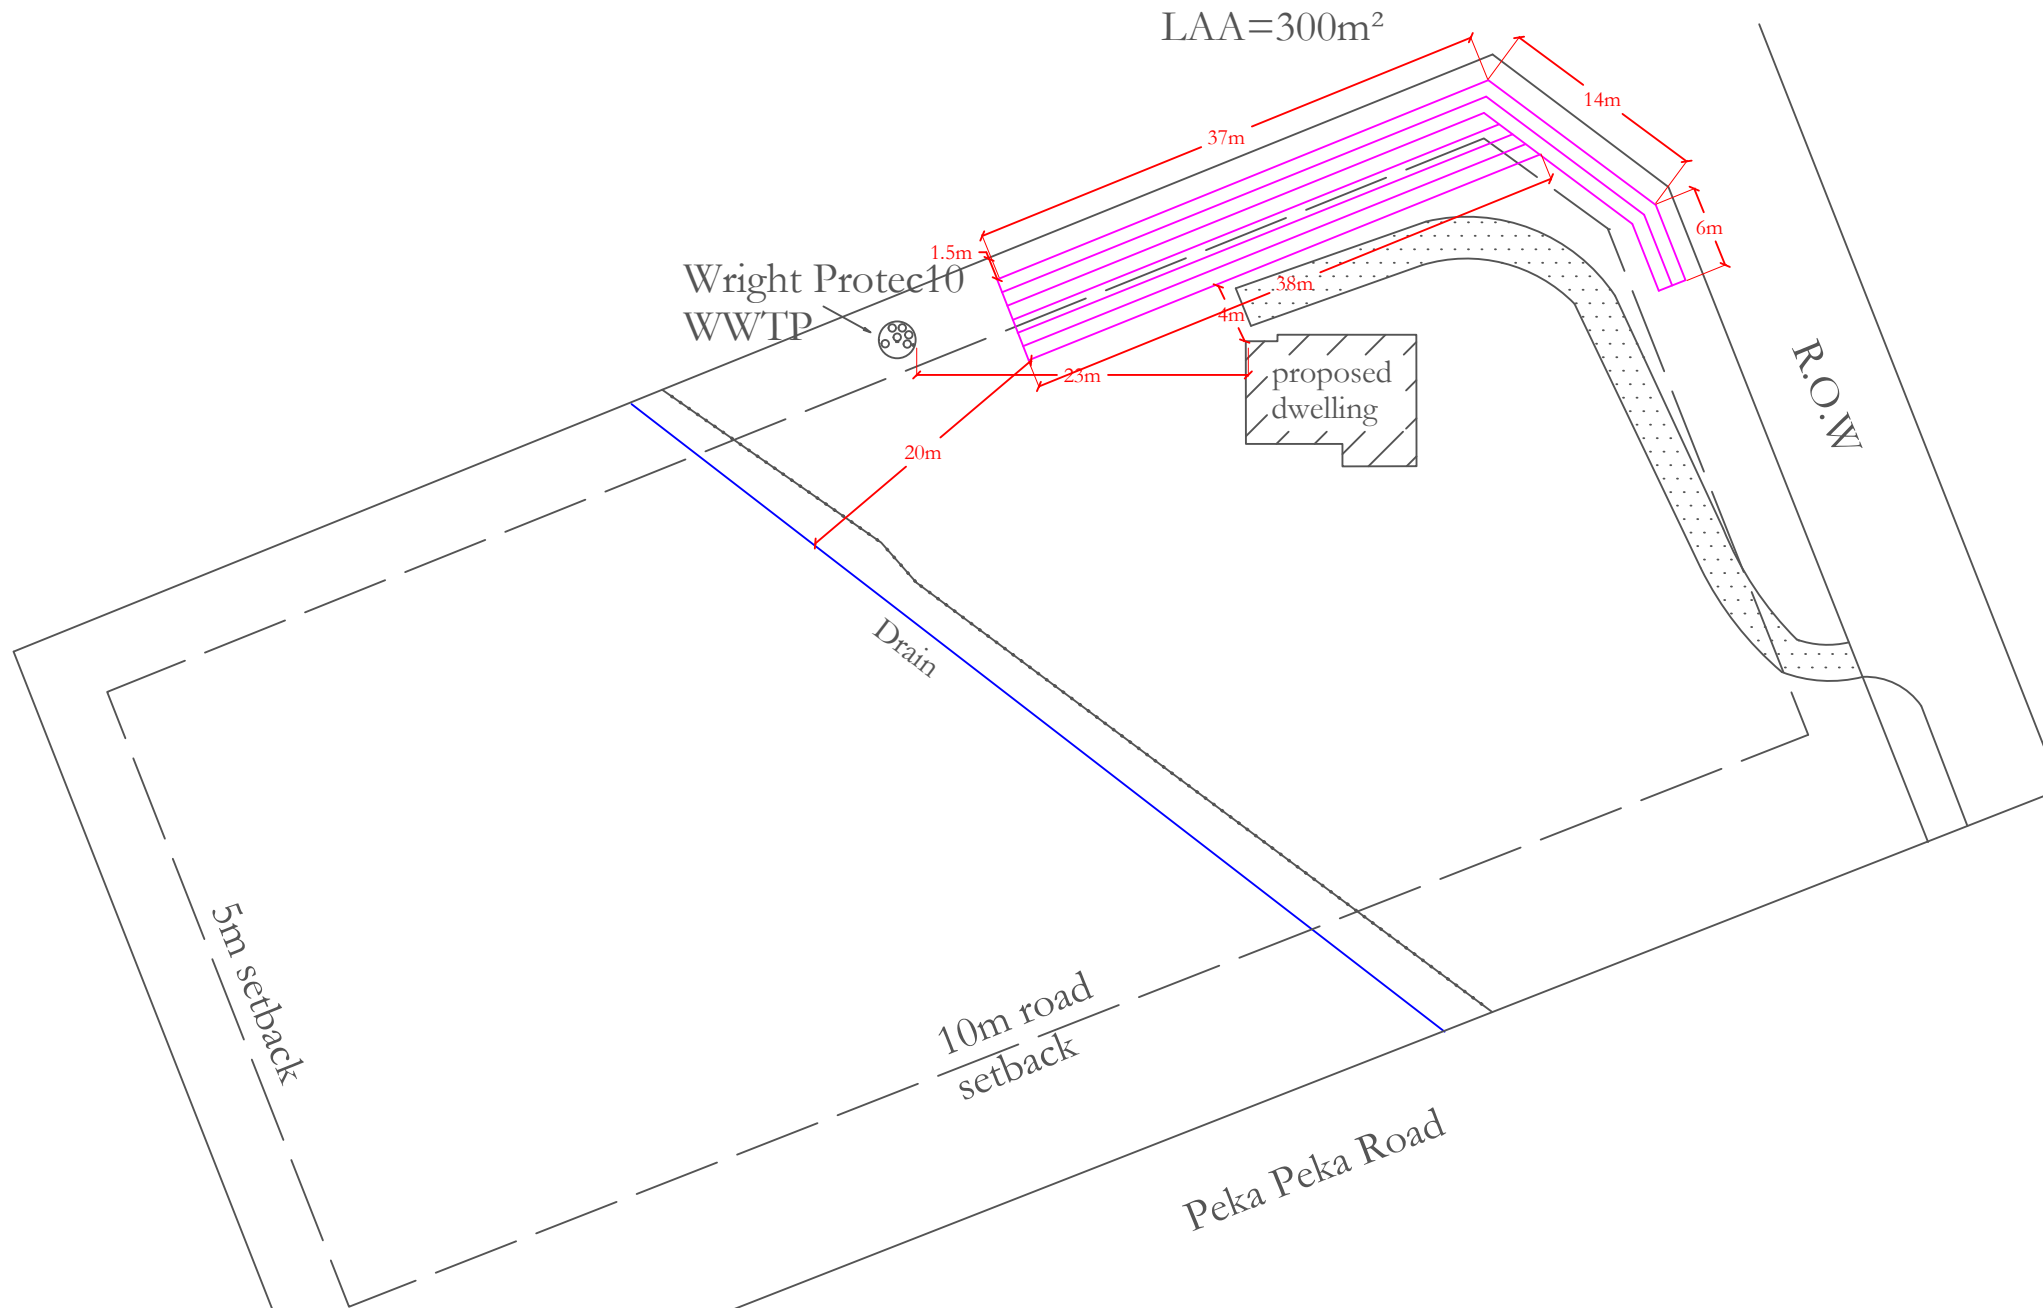 LAA=300m²
14m
37m
6m
1.5m
Wright Protec10
WWTP
38m
4m
23m
proposed
dwelling
R.O.W
20m
Drain
5m setback
10m road
setback
Peka Peka Road